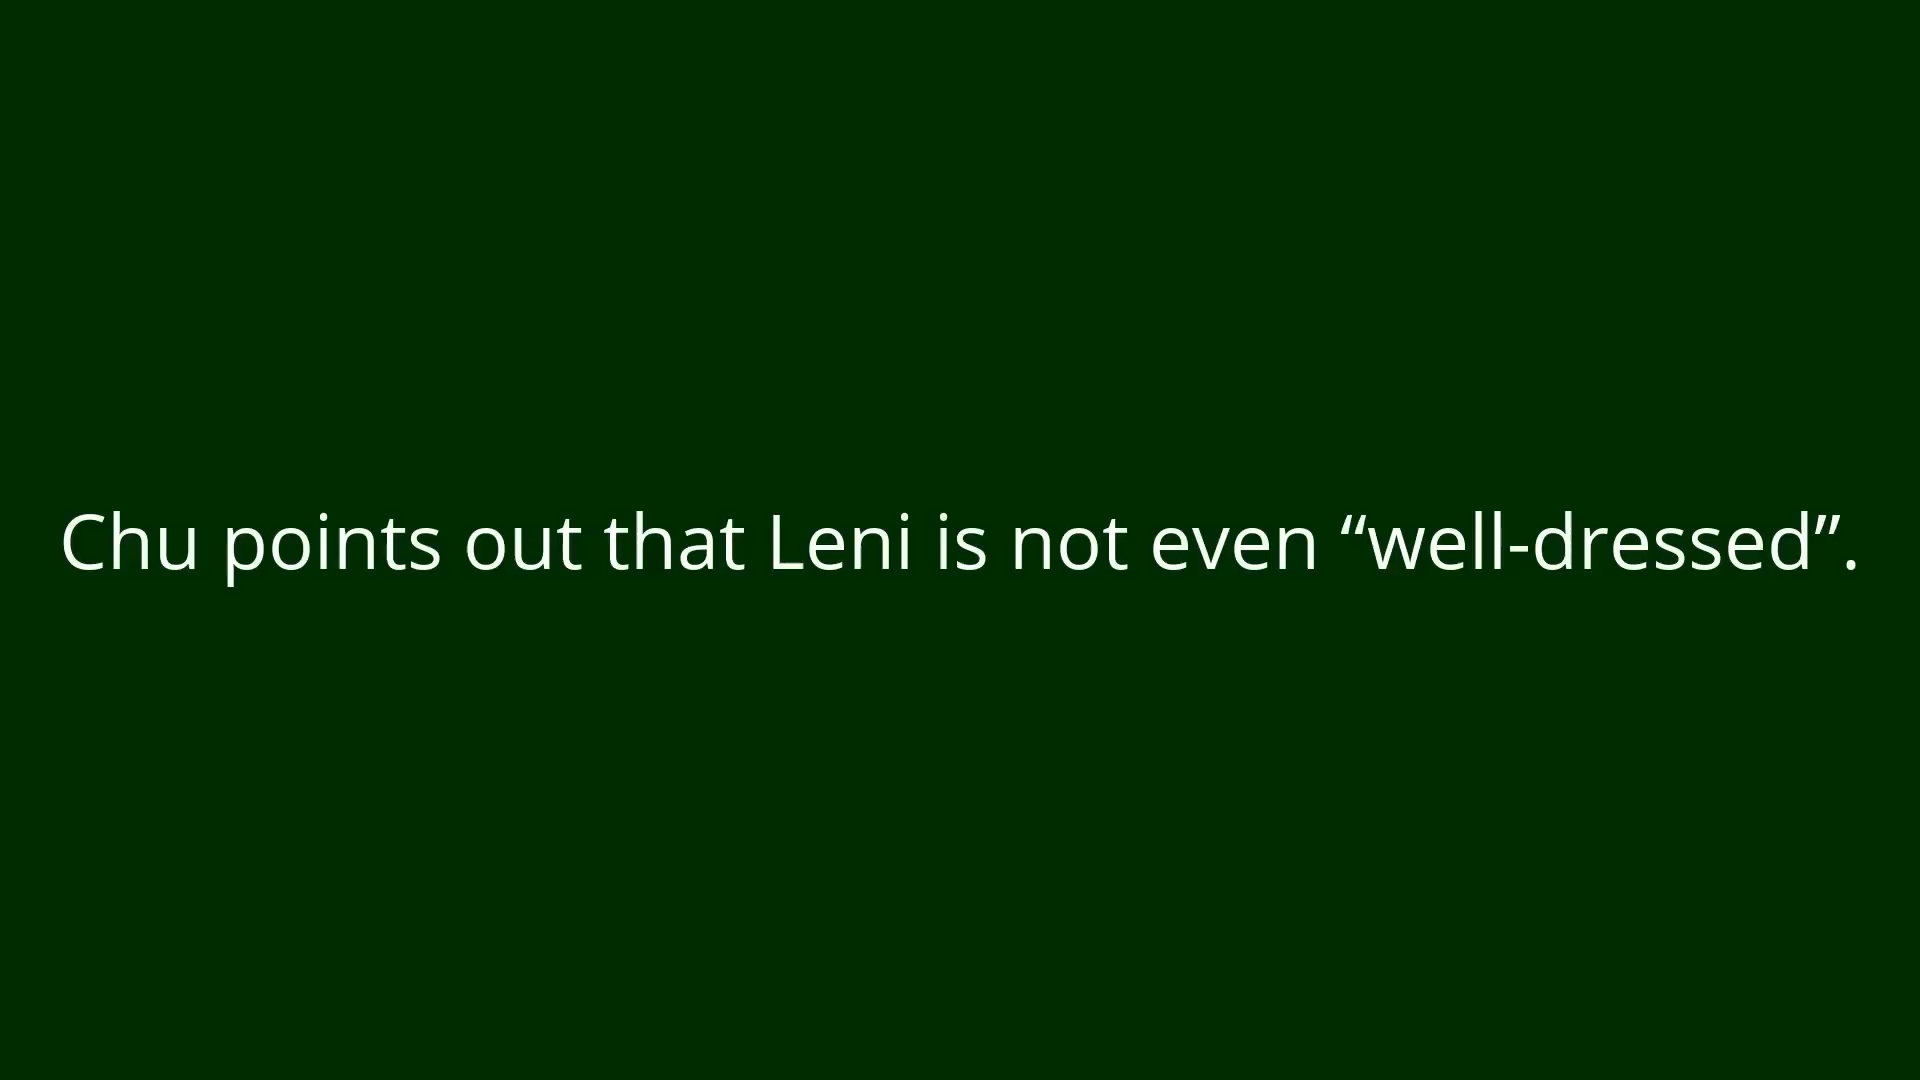 Chu points out that Leni is not even “well-dressed”.